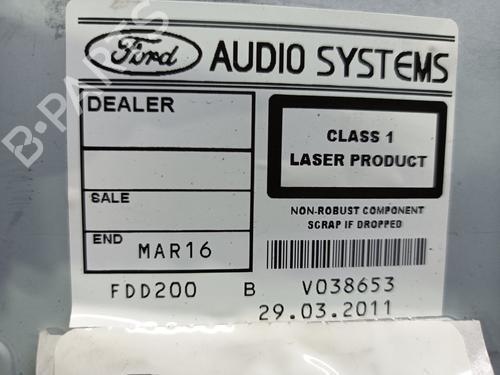 Ford AUDIO SYSTEMS
DEALER
CLASS 1
LASER PRODUCT
SALE
NON-ROBUST COMPONENT
SCRAP IF DROPPED
END MAR16
FDD200 B V038653
29.03.2011
B-PARTS